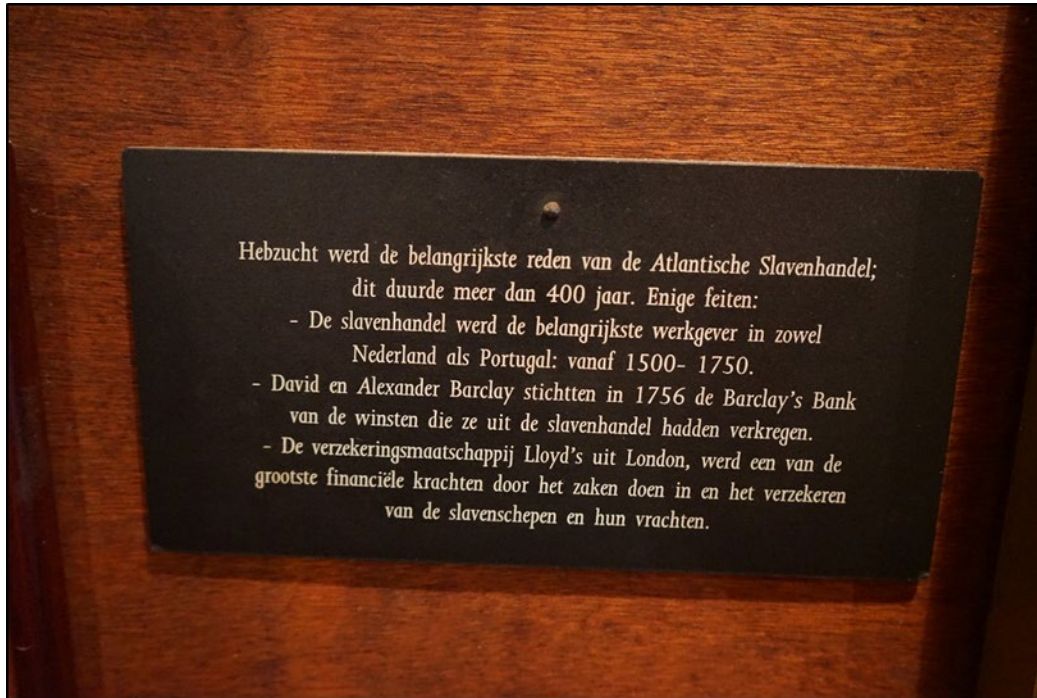 Hebzucht werd de belangrijkste reden van de Atlantische Slavenhandel;
dit duurde meer dan 400 jaar. Enige feiten:
- De slavenhandel werd de belangrijkste werkgever in zowel
Nederland als Portugal: vanaf 1500- 1750.
- David en Alexander Barclay stichtten in 1756 de Barclay's Bank
van de winsten die ze uit de slavenhandel hadden verkregen.
- De verzekeringsmaatschappij Lloyd's uit London, werd een van de
grootste financiële krachten door het zaken doen in en het verzekeren
van de slavenschepen en hun vrachten.